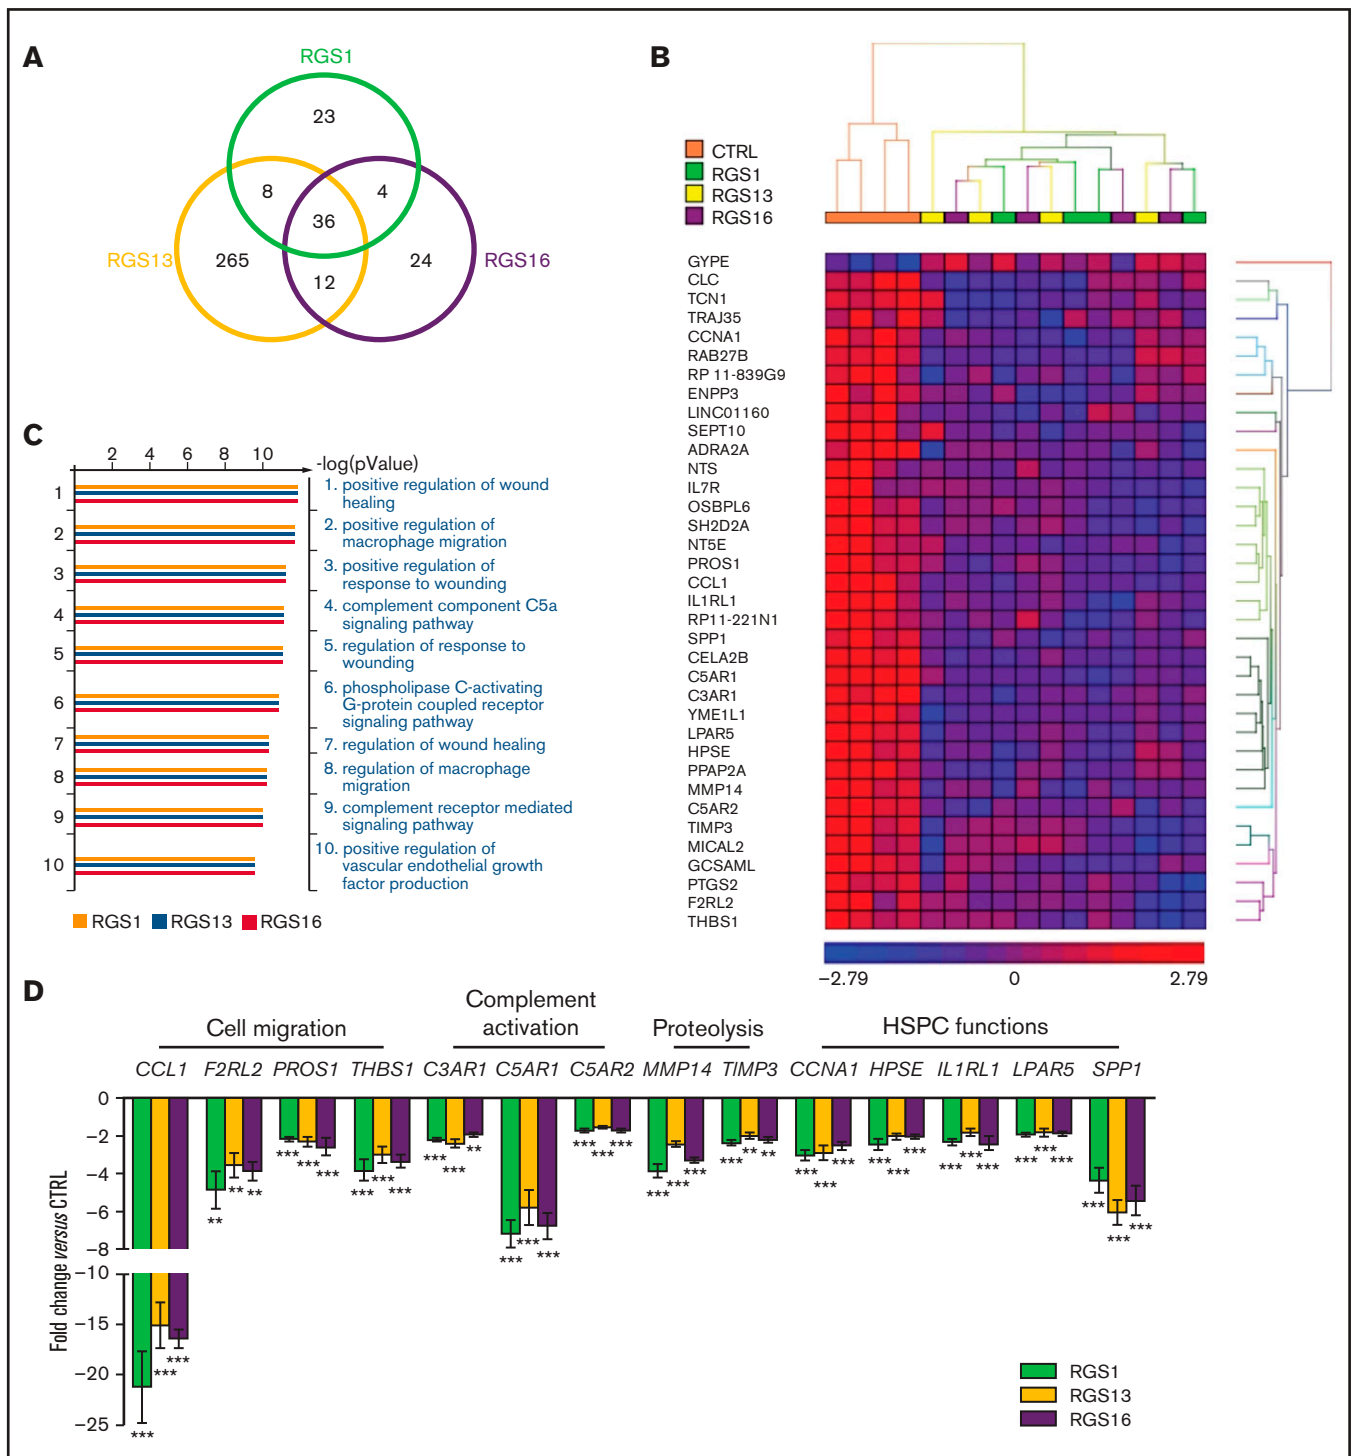 A
RGS1
23
8
4
36
RGS13
265
24
RGS16
12
B
CTRL
RGS1
RGS13
RGS16
GYPE
CLC
TCN1
TRAJ35
CCNA1
RAB27B
RP 11-839G9
ENPP3
LINC01160
SEPT10
ADRA2A
NTS
IL7R
OSBPL6
SH2D2A
NT5E
PROS1
CCL1
IL1RL1
RP11-221N1
SPP1
CELA2B
C5AR1
C3AR1
YME1L1
LPAR5
HPSE
PPAP2A
MMP14
C5AR2
TIMP3
MICAL2
GCSAML
PTGS2
F2RL2
THBS1
−2.79 0 2.79
C
2 4 6 8 10
-log(pValue)
1
2
3
4
5
6
7
8
9
10
1. positive regulation of wound
healing
2. positive regulation of
macrophage migration
3. positive regulation of
response to wounding
4. complement component C5a
signaling pathway
5. regulation of response to
wounding
6. phospholipase C-activating
G-protein coupled receptor
signaling pathway
7. regulation of wound healing
8. regulation of macrophage
migration
9. complement receptor mediated
signaling pathway
10. positive regulation of
vascular endothelial growth
factor production
RGS1 RGS13 RGS16
D
Cell migration
Complement
activation
Proteolysis
HSPC functions
CCL1 F2RL2 PROS1 THBS1 C3AR1 C5AR1 C5AR2 MMP14 TIMP3 CCNA1 HPSE IL1RL1 LPAR5 SPP1
Fold change versus CTRL
0
−2
−4
−6
−8
−10
−15
−20
−25
*** *** ***
** ** **
*** *** ***
*** *** ***
*** *** **
*** *** ***
*** *** ***
*** *** ***
*** ** **
*** *** ***
*** *** ***
*** *** ***
*** *** ***
*** *** ***
RGS1
RGS13
RGS16